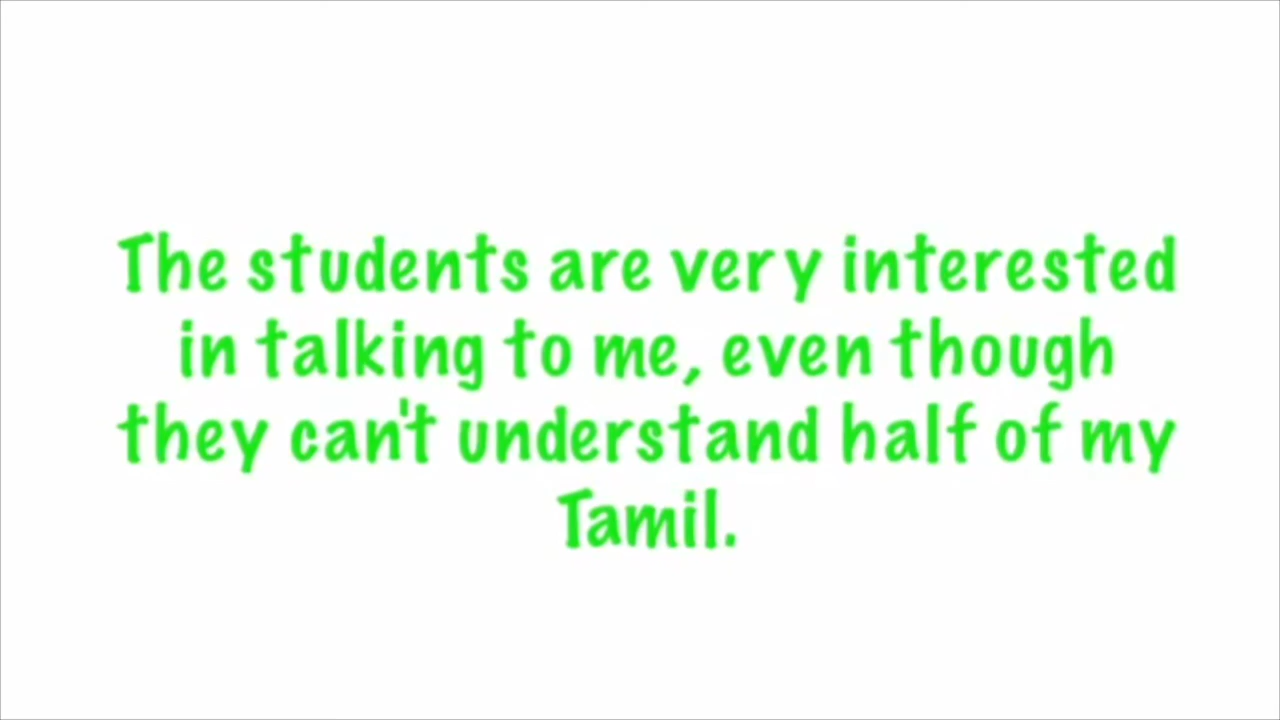 The students are very interested
in talking to me, even though
they can't understand half of my
Tamil.